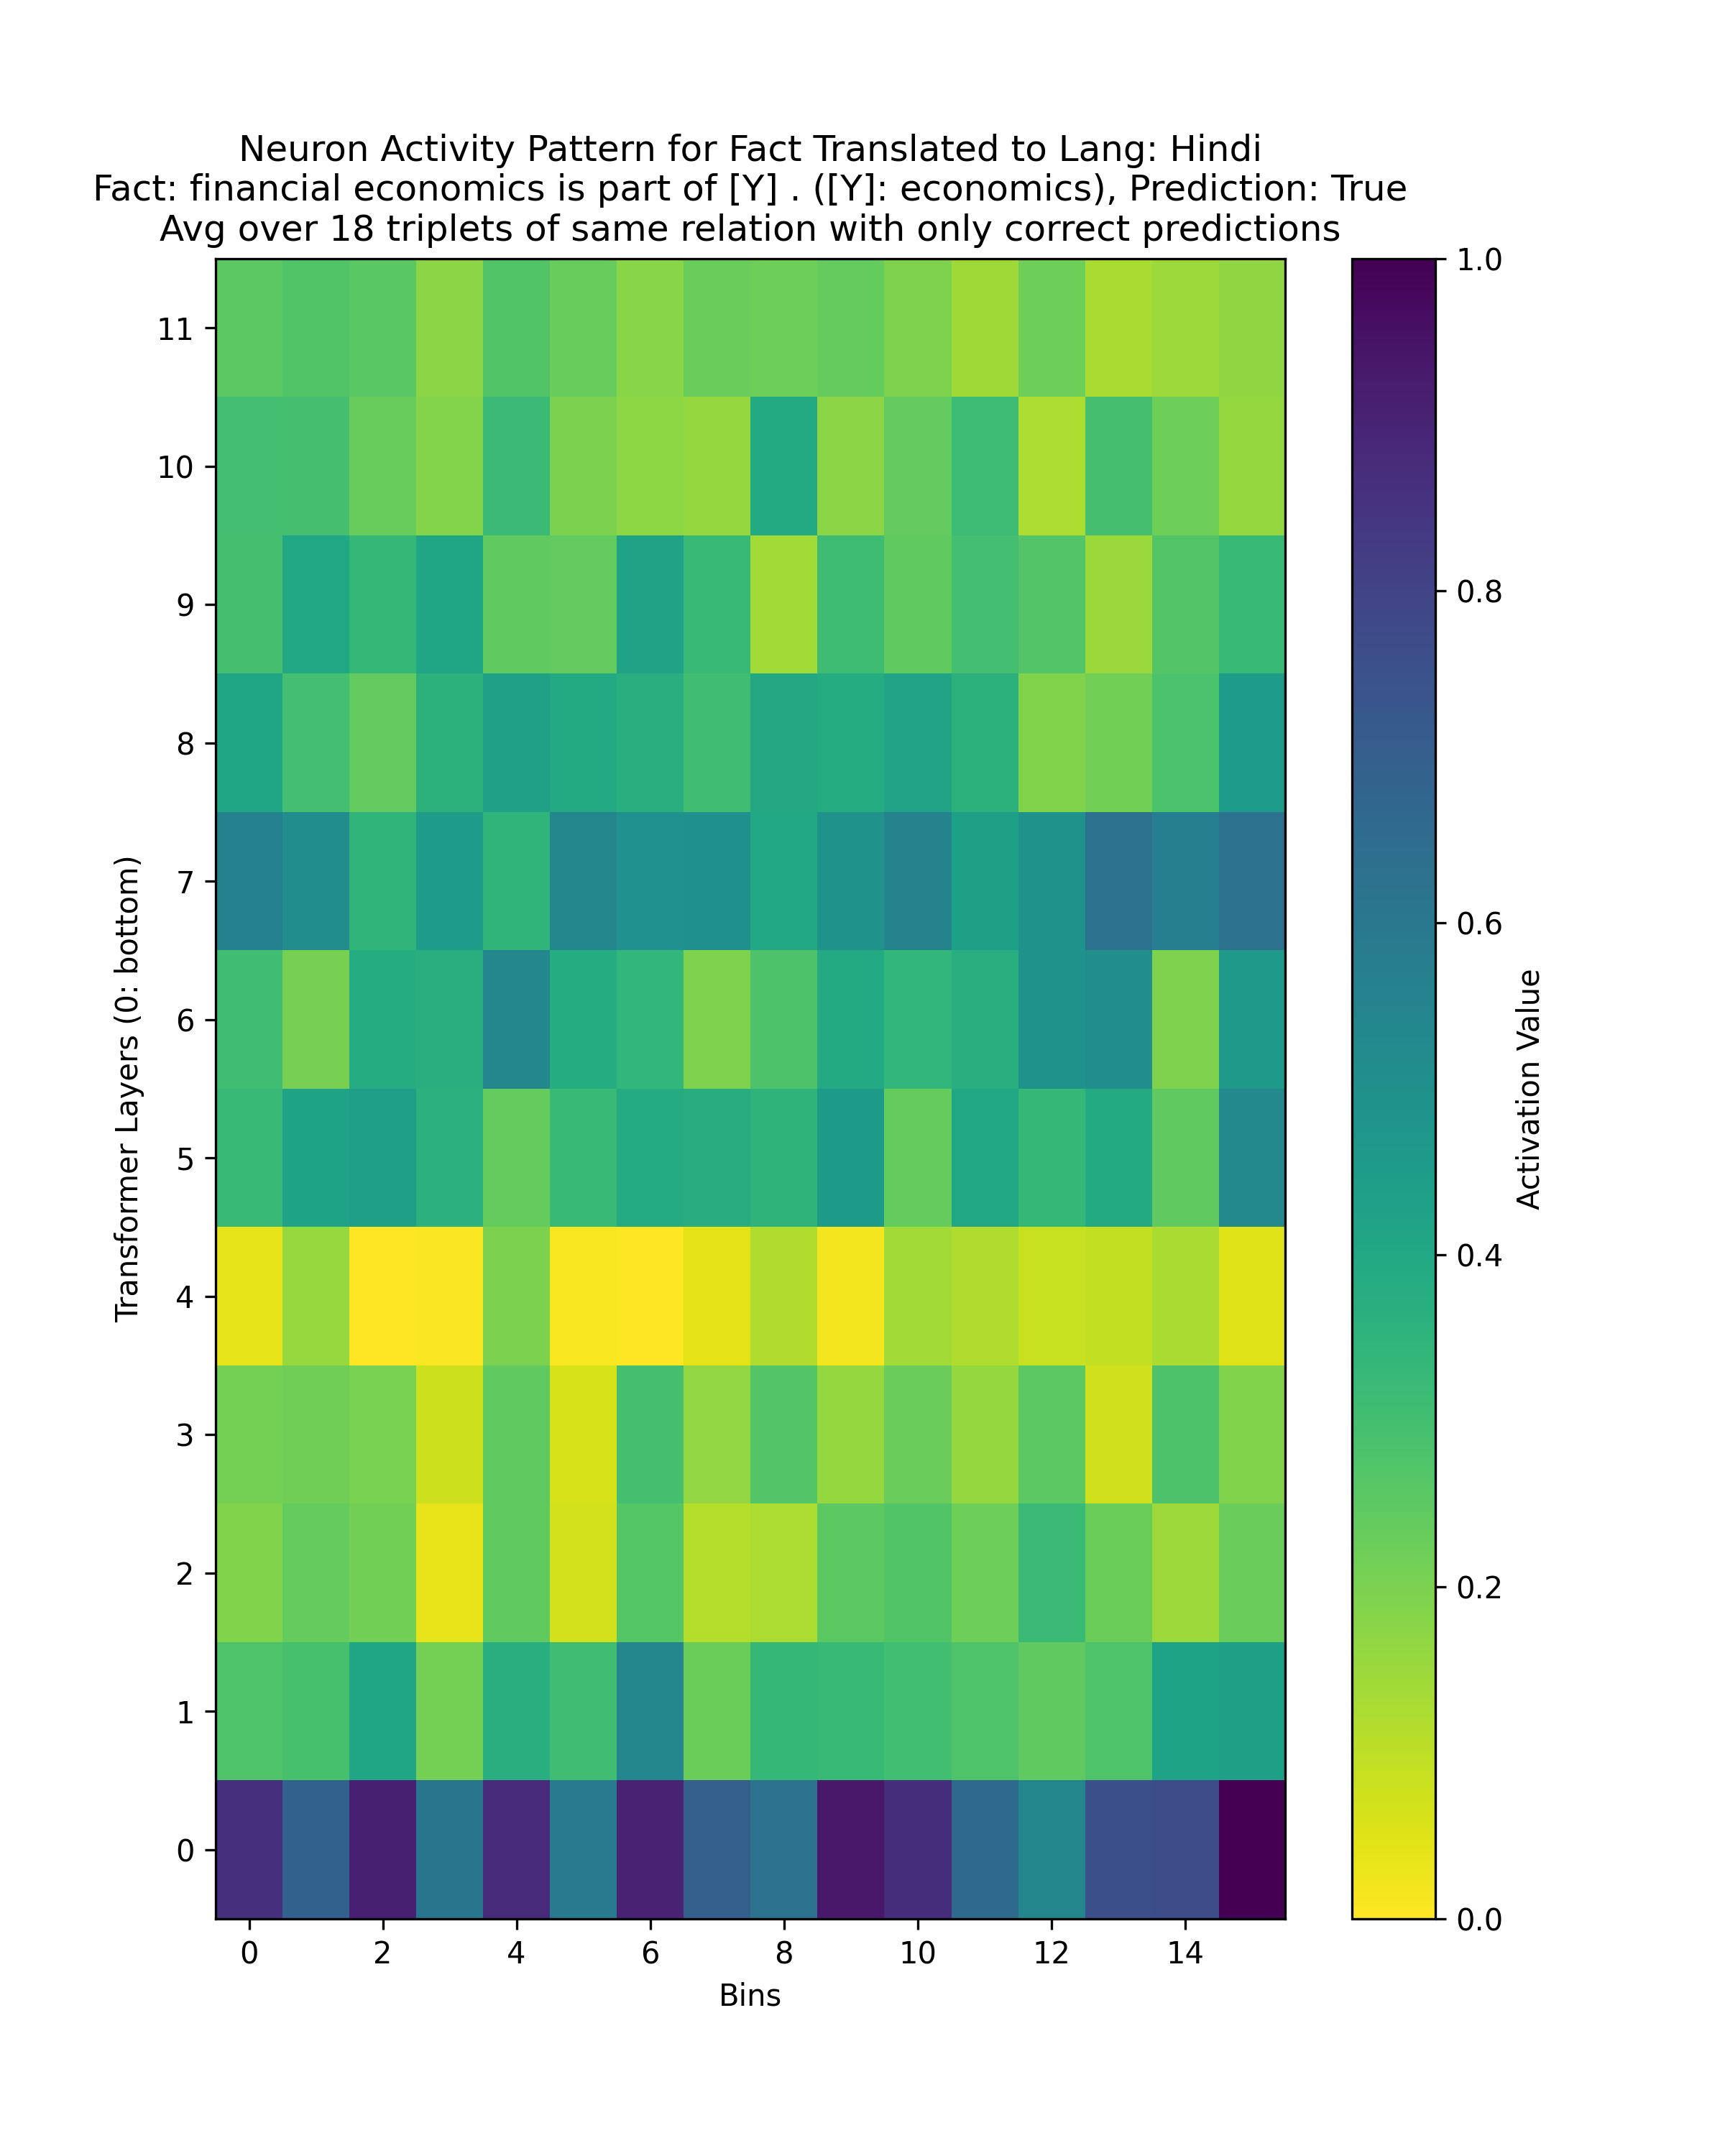 Neuron Activity Pattern for Fact Translated to Lang: Hindi
Fact: financial economics is part of [Y] . ([Y]: economics), Prediction: True
Avg over 18 triplets of same relation with only correct predictions
Transformer Layers (0: bottom)
11
10
9
8
7
6
5
4
3
2
1
0
0 2 4 6 8 10 12 14
Bins
1.0
0.8
0.6
0.4
0.2
0.0
Activation Value